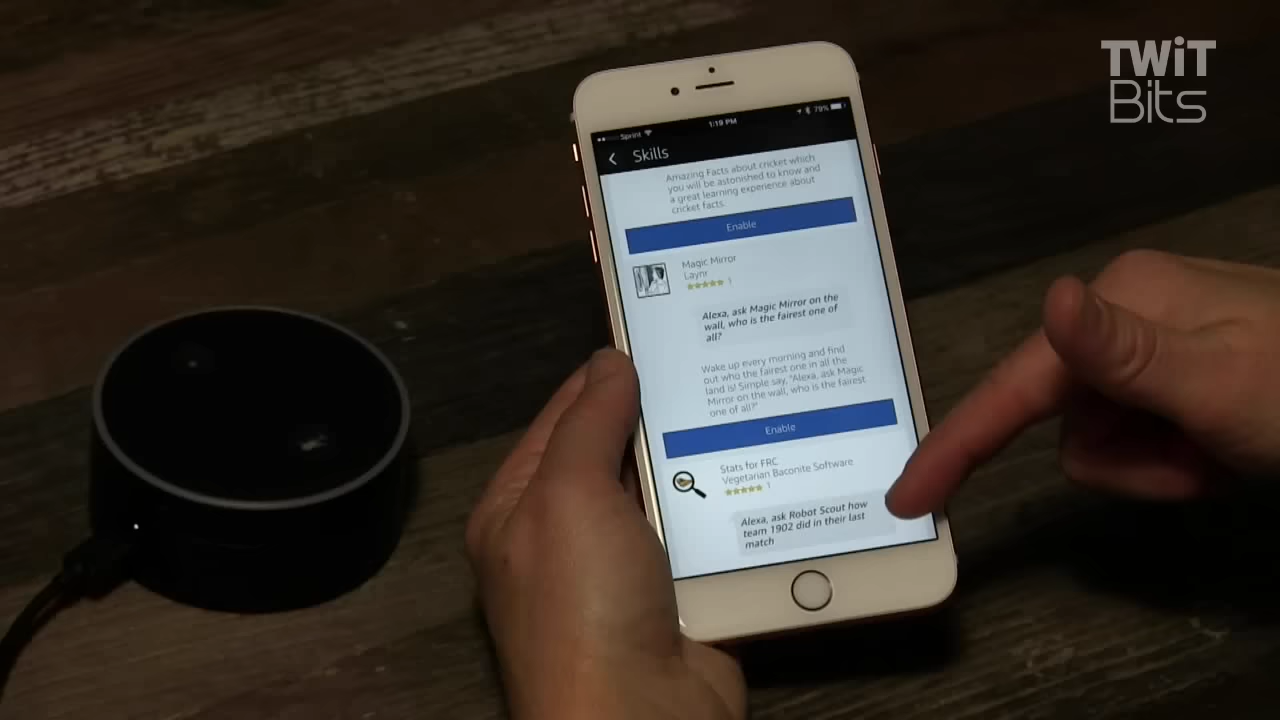 TWiT
Bits
Sprint
1:19 PM
79%
Skills
Amazing Facts about cricket which
you will be astonished to know and
a great learning experience about
cricket facts.
Enable
Magic Mirror
Laynr
1
Alexa, ask Magic Mirror on the
wall, who is the fairest one of
all?
Wake up every morning and find
out who the fairest one in all the
land is! Simple say, "Alexa, ask Magic
Mirror on the wall, who is the fairest
one of all?"
Enable
Stats for FRC
Vegetarian Baconite Software
1
Alexa, ask Robot Scout how
team 1902 did in their last
match